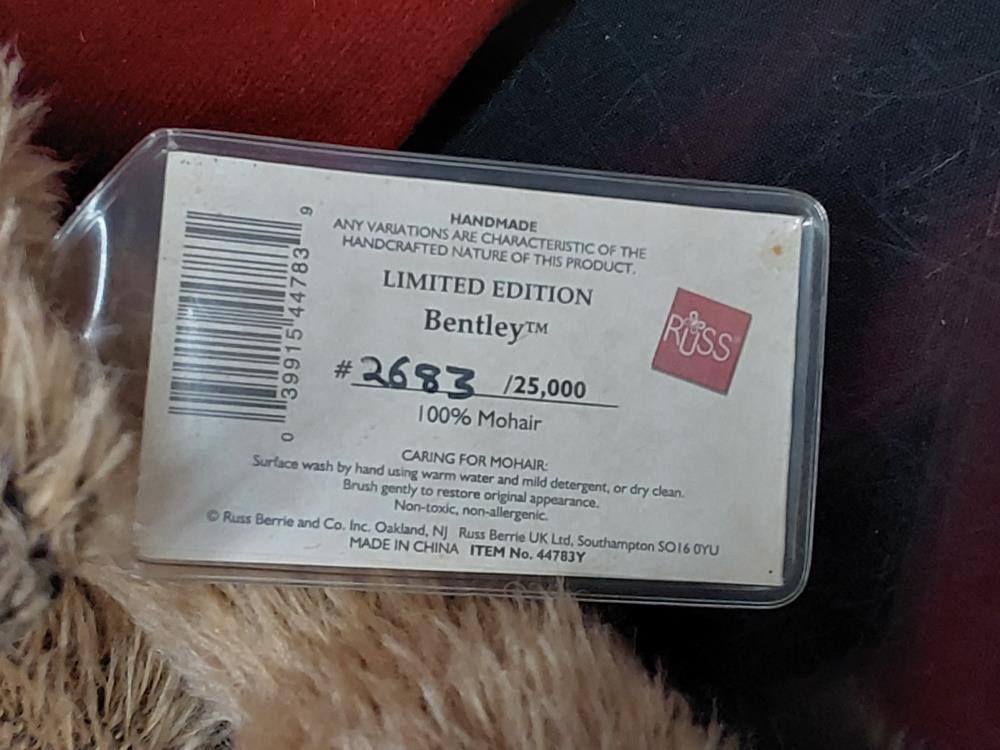 HANDMADE
ANY VARIATIONS ARE CHARACTERISTIC OF THE
HANDCRAFTED NATURE OF THIS PRODUCT.
LIMITED EDITION
Bentley™
# 2683 /25,000
100% Mohair
CARING FOR MOHAIR:
Surface wash by hand using warm water and mild detergent, or dry clean.
Brush gently to restore original appearance.
Non-toxic, non-allergenic.
© Russ Berrie and Co. Inc. Oakland, NJ Russ Berrie UK Ltd, Southampton SO16 0YU
MADE IN CHINA ITEM No. 44783Y
0 39915 44783 9
RUSS